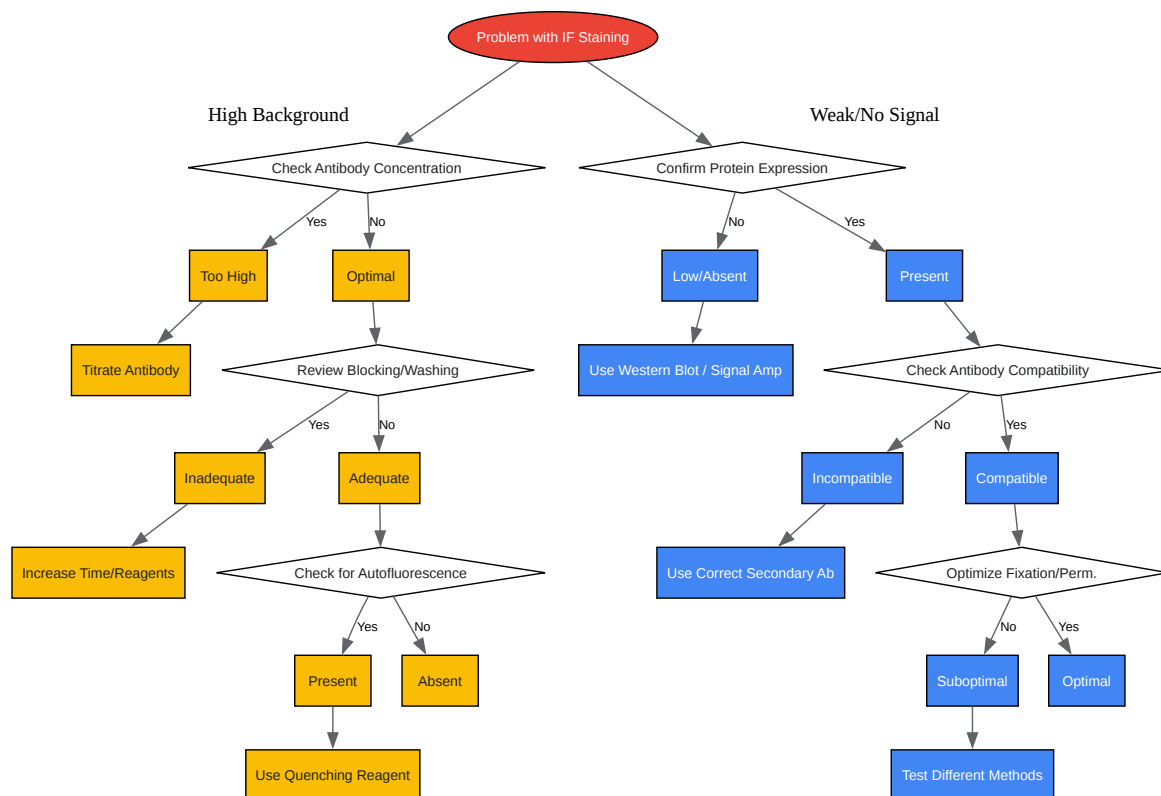 Problem with IF Staining
High Background
Weak/No Signal
Check Antibody Concentration
Confirm Protein Expression
Yes
No
No
Yes
Too High
Optimal
Low/Absent
Present
Titrate Antibody
Review Blocking/Washing
Use Western Blot / Signal Amp
Check Antibody Compatibility
Yes
No
No
Yes
Inadequate
Adequate
Incompatible
Compatible
Increase Time/Reagents
Check for Autofluorescence
Use Correct Secondary Ab
Optimize Fixation/Perm.
Yes
No
No
Yes
Present
Absent
Suboptimal
Optimal
Use Quenching Reagent
Test Different Methods